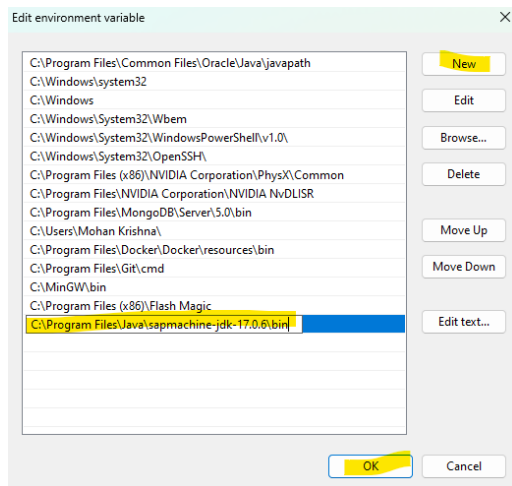 Edit environment variable
C:\Program Files\Common Files\Oracle\Java\javapath
C:\Windows\system32
C:\Windows
C:\Windows\System32\Wbem
C:\Windows\System32\WindowsPowerShell\v1.0\
C:\Windows\System32\OpenSSH\
C:\Program Files (x86)\NVIDIA Corporation\PhysX\Common
C:\Program Files\NVIDIA Corporation\NVIDIA NvDLISR
C:\Program Files\MongoDB\Server\5.0\bin
C:\Users\Mohan Krishna\
C:\Program Files\Docker\Docker\resources\bin
C:\Program Files\Git\cmd
C:\MinGW\bin
C:\Program Files (x86)\Flash Magic
C:\Program Files\Java\sapmachine-jdk-17.0.6\bin
New
Edit
Browse...
Delete
Move Up
Move Down
Edit text...
OK
Cancel